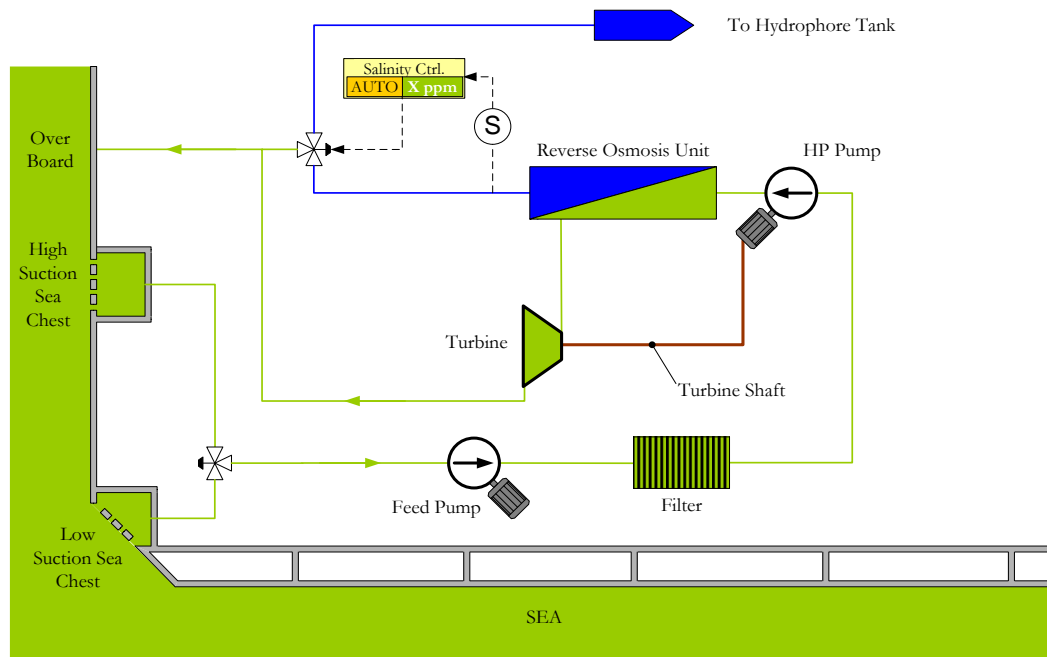 To Hydrophore Tank
Salinity Ctrl.
AUTO X ppm
S
Over
Board
Reverse Osmosis Unit
HP Pump
High
Suction
Sea
Chest
Turbine
Turbine Shaft
Feed Pump
Filter
Low
Suction Sea
Chest
SEA